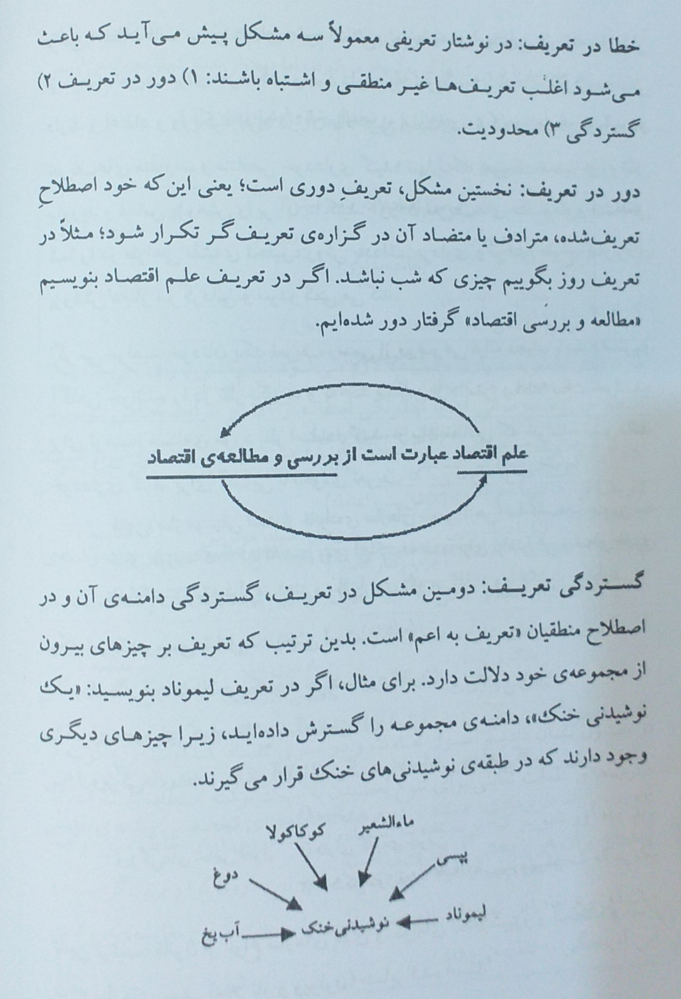 خطا در تعریف: در نوشتار تعریفی معمولاً سه مشکل پیش می‌آید که باعث
می‌شود اغلب تعریف‌ها غیر منطقی و اشتباه باشند: ۱) دور در تعریف ۲)
گستردگی ۳) محدودیت.
دور در تعریف: نخستین مشکل، تعریفِ دوری است؛ یعنی این که خود اصطلاحِ
تعریف‌شده، مترادف یا متضاد آن در گزاره‌ی تعریف‌گر تکرار شود؛ مثلاً در
تعریف روز بگوییم چیزی که شب نباشد. اگر در تعریف علم اقتصاد بنویسیم
«مطالعه و بررسی اقتصاد» گرفتار دور شده‌ایم.
علم اقتصاد عبارت است از بررسی و مطالعه‌ی اقتصاد
گستردگی تعریف: دومین مشکل در تعریف، گستردگی دامنه‌ی آن و در
اصطلاح منطقیان «تعریف به اعم» است. بدین ترتیب که تعریف بر چیزهای بیرون
از مجموعه‌ی خود دلالت دارد. برای مثال، اگر در تعریف لیموناد بنویسید: «یک
نوشیدنی خنک»، دامنه‌ی مجموعه را گسترش داده‌اید، زیرا چیزهای دیگری
وجود دارند که در طبقه‌ی نوشیدنی‌های خنک قرار می‌گیرند.
ماءالشعیر
کوکاکولا
پپسی
دوغ
لیموناد
نوشیدنی خنک
آب یخ